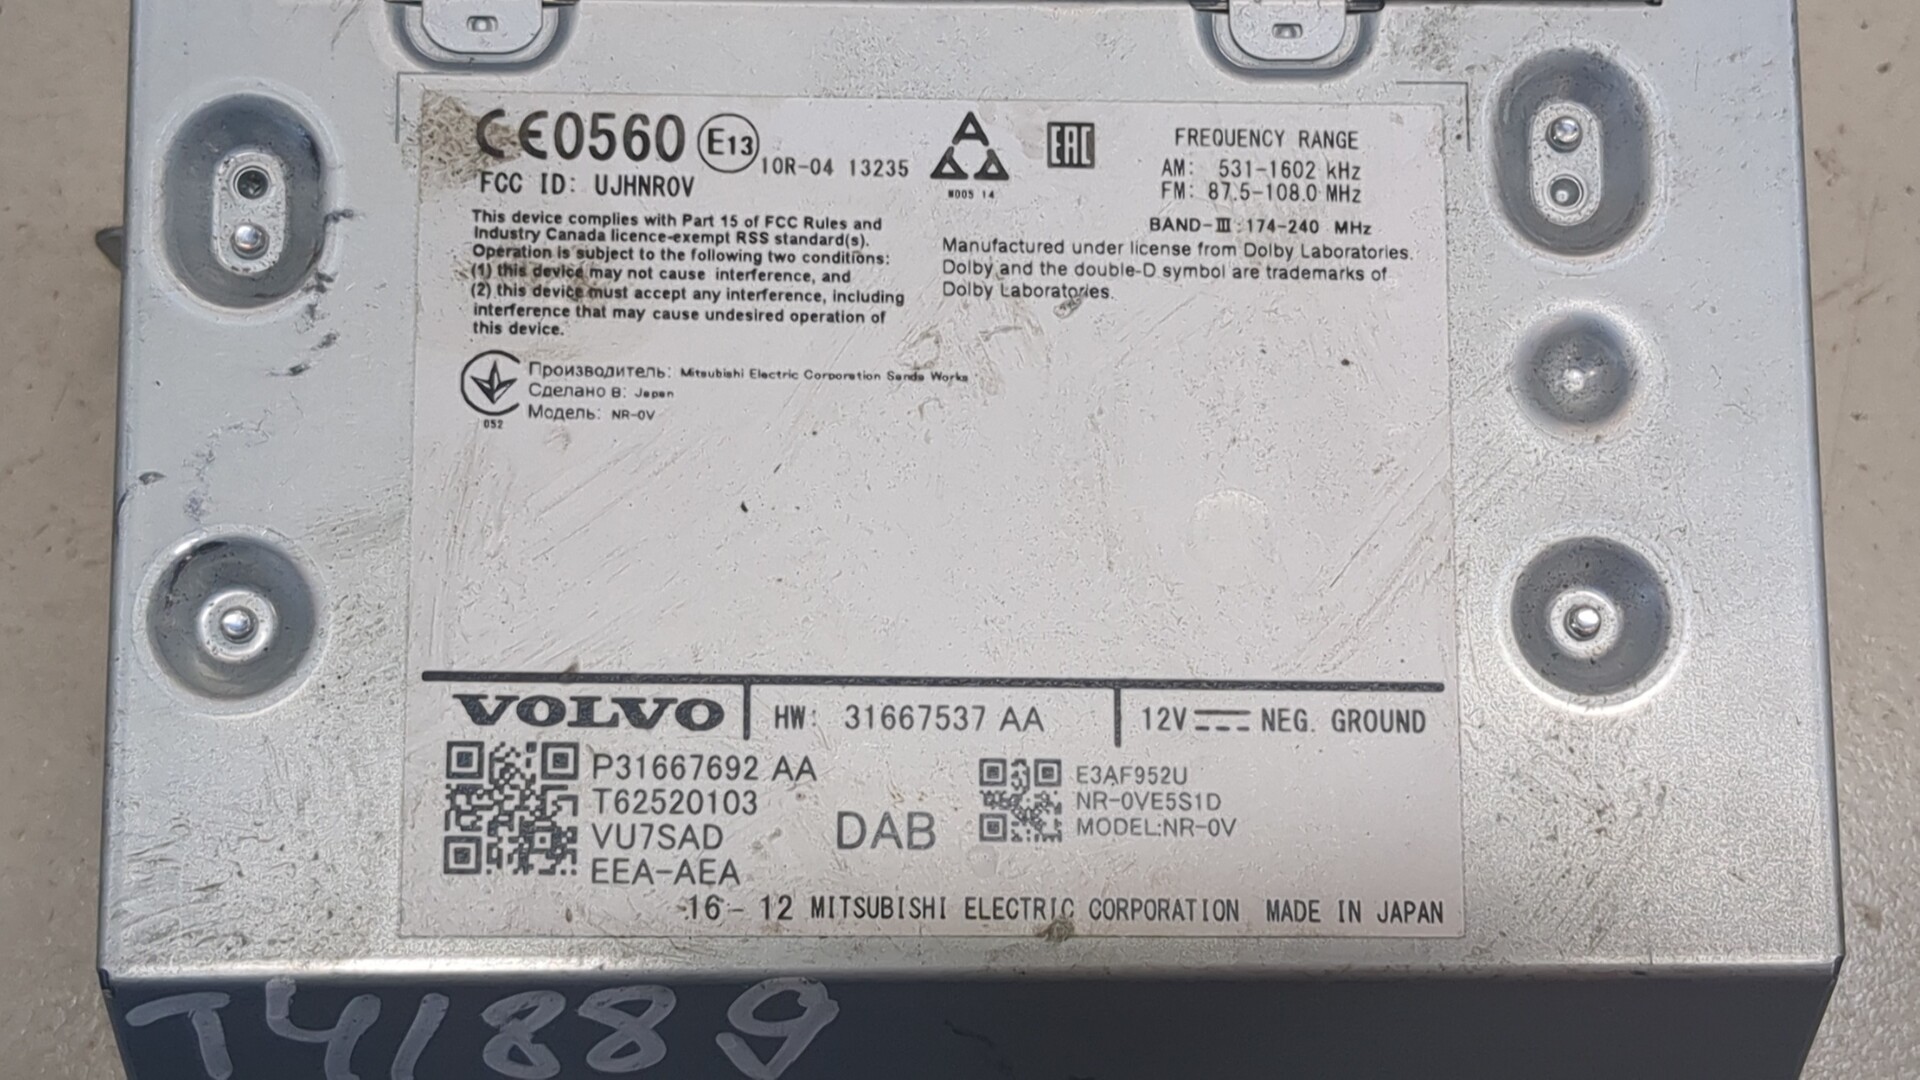 CE0560 E13 10R-04 13235
FCC ID: UJHNR0V
This device complies with Part 15 of FCC Rules and
Industry Canada licence-exempt RSS standard(s).
Operation is subject to the following two conditions:
(1) this device may not cause interference, and
(2) this device must accept any interference, including
interference that may cause undesired operation of
this device.
A
W005 14
EAC
FREQUENCY RANGE
AM: 531-1602 kHz
FM: 87.5-108.0 MHz
BAND-III:174-240 MHz
Manufactured under license from Dolby Laboratories.
Dolby and the double-D symbol are trademarks of
Dolby Laboratories.
Производитель: Mitsubishi Electric Corporation Sanda Works
Сделано в: Japan
Модель: NR-0V
052
VOLVO HW: 31667537 AA 12V NEG. GROUND
P31667692 AA
T62520103
VU7SAD
EEA-AEA
DAB
E3AF952U
NR-0VE5S1D
MODEL:NR-0V
16-12 MITSUBISHI ELECTRIC CORPORATION MADE IN JAPAN
T41889